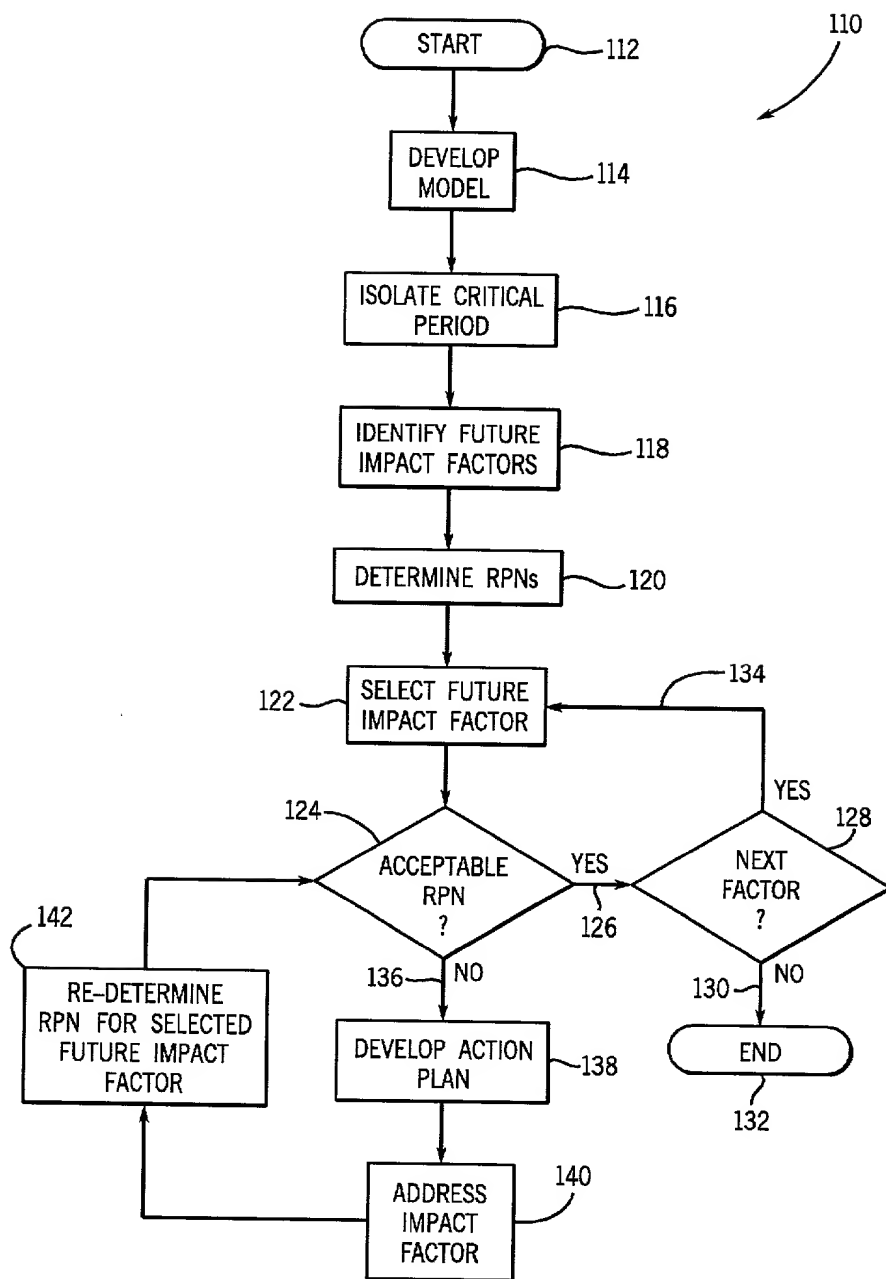 110
START
112
DEVELOP
MODEL
114
ISOLATE CRITICAL
PERIOD
116
IDENTIFY FUTURE
IMPACT FACTORS
118
DETERMINE RPNs
120
134
122
SELECT FUTURE
IMPACT FACTOR
YES
124
128
ACCEPTABLE
RPN
?
YES
126
NEXT
FACTOR
?
142
136
NO
130
NO
RE-DETERMINE
RPN FOR SELECTED
FUTURE IMPACT
FACTOR
DEVELOP ACTION
PLAN
138
END
132
ADDRESS
IMPACT
FACTOR
140